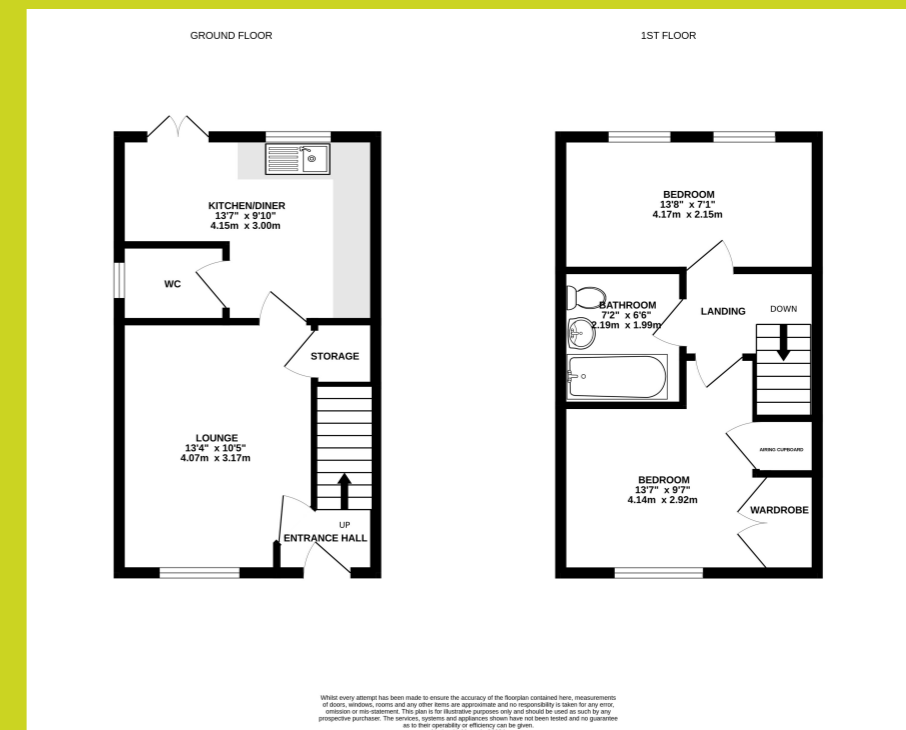 GROUND FLOOR
1ST FLOOR
KITCHEN/DINER
13'7" x 9'10"
4.15m x 3.00m
WC
STORAGE
LOUNGE
13'4" x 10'5"
4.07m x 3.17m
UP
ENTRANCE HALL
BEDROOM
13'8" x 7'1"
4.17m x 2.15m
BATHROOM
7'2" x 6'6"
2.19m x 1.99m
LANDING
DOWN
AIRING CUPBOARD
BEDROOM
13'7" x 9'7"
4.14m x 2.92m
WARDROBE
Whilst every attempt has been made to ensure the accuracy of the floorplan contained here, measurements
of doors, windows, rooms and any other items are approximate and no responsibility is taken for any error,
omission or mis-statement. This plan is for illustrative purposes only and should be used as such by any
prospective purchaser. The services, systems and appliances shown have not been tested and no guarantee
as to their operability or efficiency can be given.